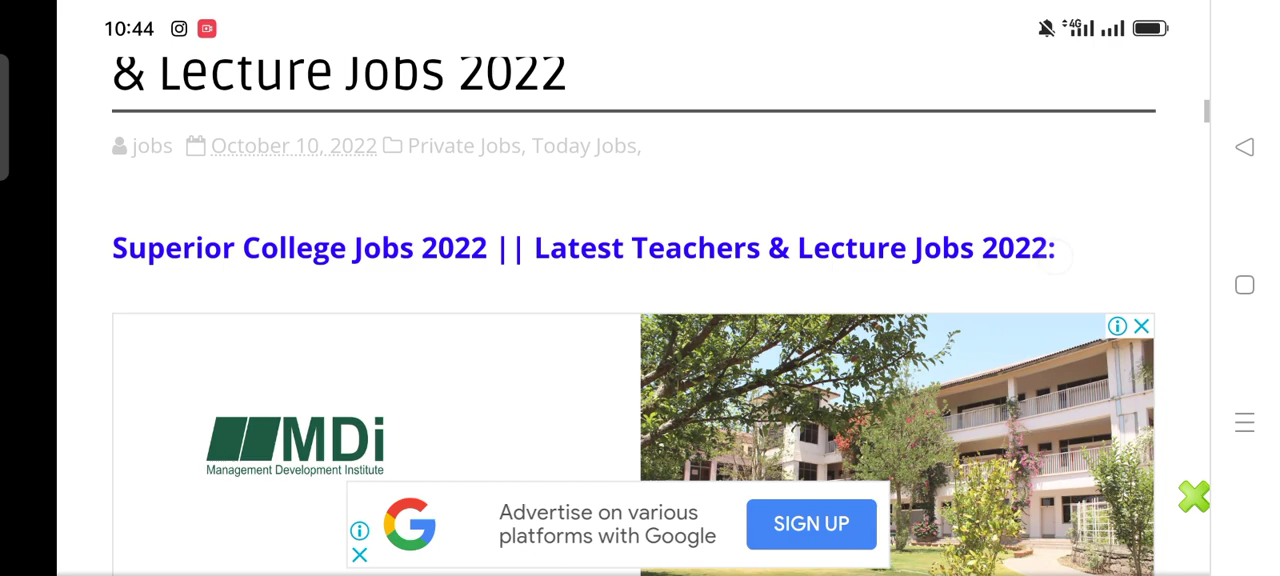 10:44
4G
& Lecture Jobs 2022
jobs October 10, 2022 Private Jobs, Today Jobs,
Superior College Jobs 2022 || Latest Teachers & Lecture Jobs 2022:
MDi
Management Development Institute
Advertise on various
platforms with Google
SIGN UP